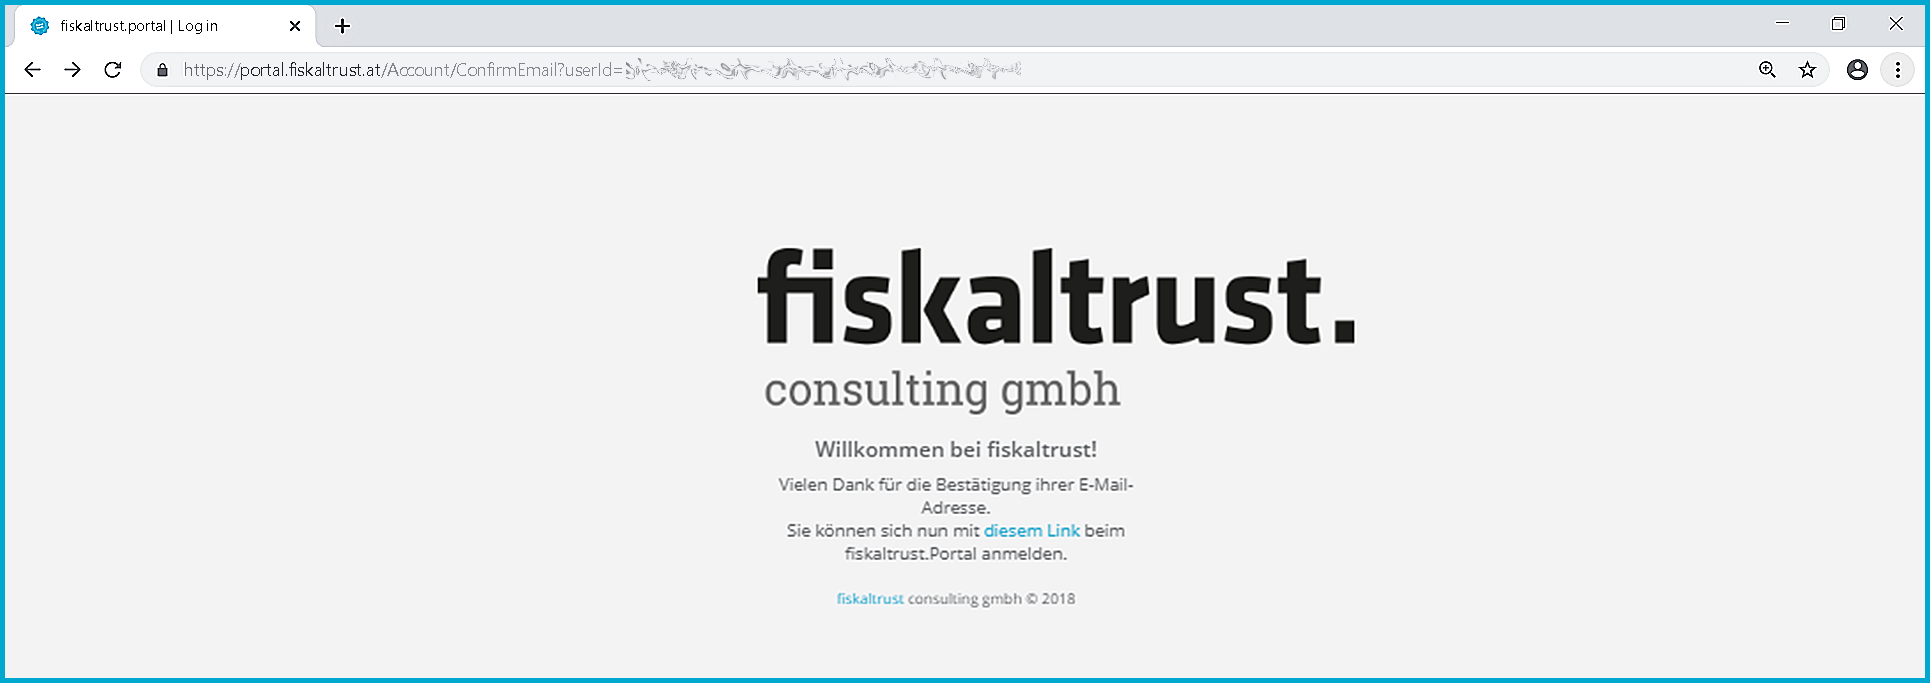 fiskaltrust.portal | Log in
https://portal.fiskaltrust.at/Account/ConfirmEmail?userId=
fiskaltrust.
consulting gmbh
Willkommen bei fiskaltrust!
Vielen Dank für die Bestätigung ihrer E-Mail-
Adresse.
Sie können sich nun mit diesem Link beim
fiskaltrust.Portal anmelden.
fiskaltrust consulting gmbh © 2018